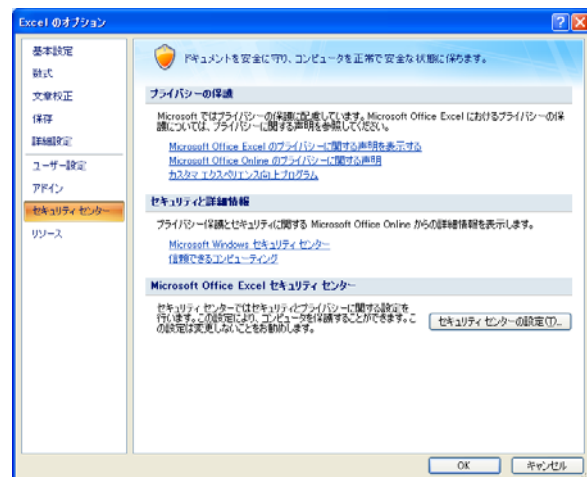 Excel のオプション
基本設定
数式
文章校正
保存
詳細設定
ユーザー設定
アドイン
セキュリティ センター
リソース
ドキュメントを安全に守り、コンピュータを正常で安全な状態に保ちます。
プライバシーの保護
Microsoft ではプライバシーの保護に配慮しています。Microsoft Office Excel におけるプライバシーの保
護については、プライバシーに関する声明を参照してください。
Microsoft Office Excel のプライバシーに関する声明を表示する
Microsoft Office Online のプライバシーに関する声明
カスタマ エクスペリエンス向上プログラム
セキュリティと詳細情報
プライバシー保護とセキュリティに関する Microsoft Office Online からの詳細情報を表示します。
Microsoft Windows セキュリティ センター
信頼できるコンピューティング
Microsoft Office Excel セキュリティ センター
セキュリティ センターではセキュリティとプライバシーに関する設定を
行います。この設定により、コンピュータを保護することができます。こ
の設定は変更しないことをお勧めします。
セキュリティ センターの設定(T)...
OK
キャンセル